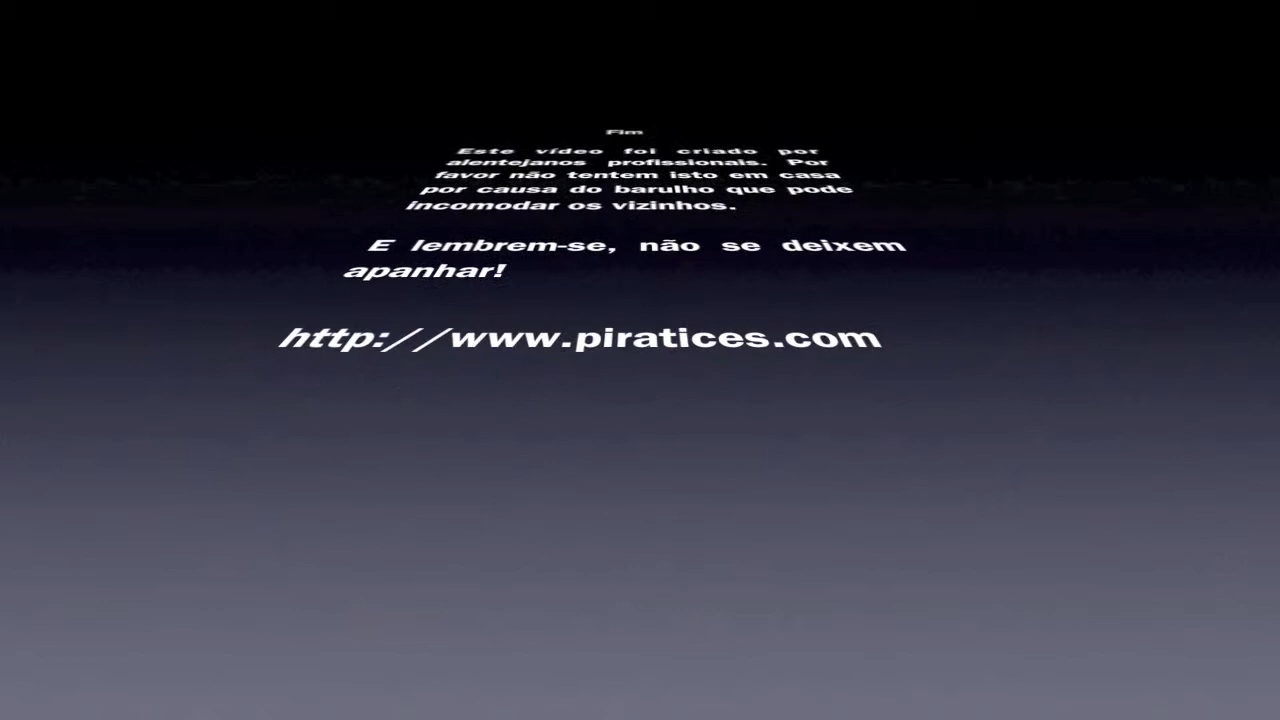 Fim
Este vídeo foi criado por
alentejanos profissionais. Por
favor não tentem isto em casa
por causa do barulho que pode
incomodar os vizinhos.
E lembrem-se, não se deixem
apanhar!
http://www.piratices.com